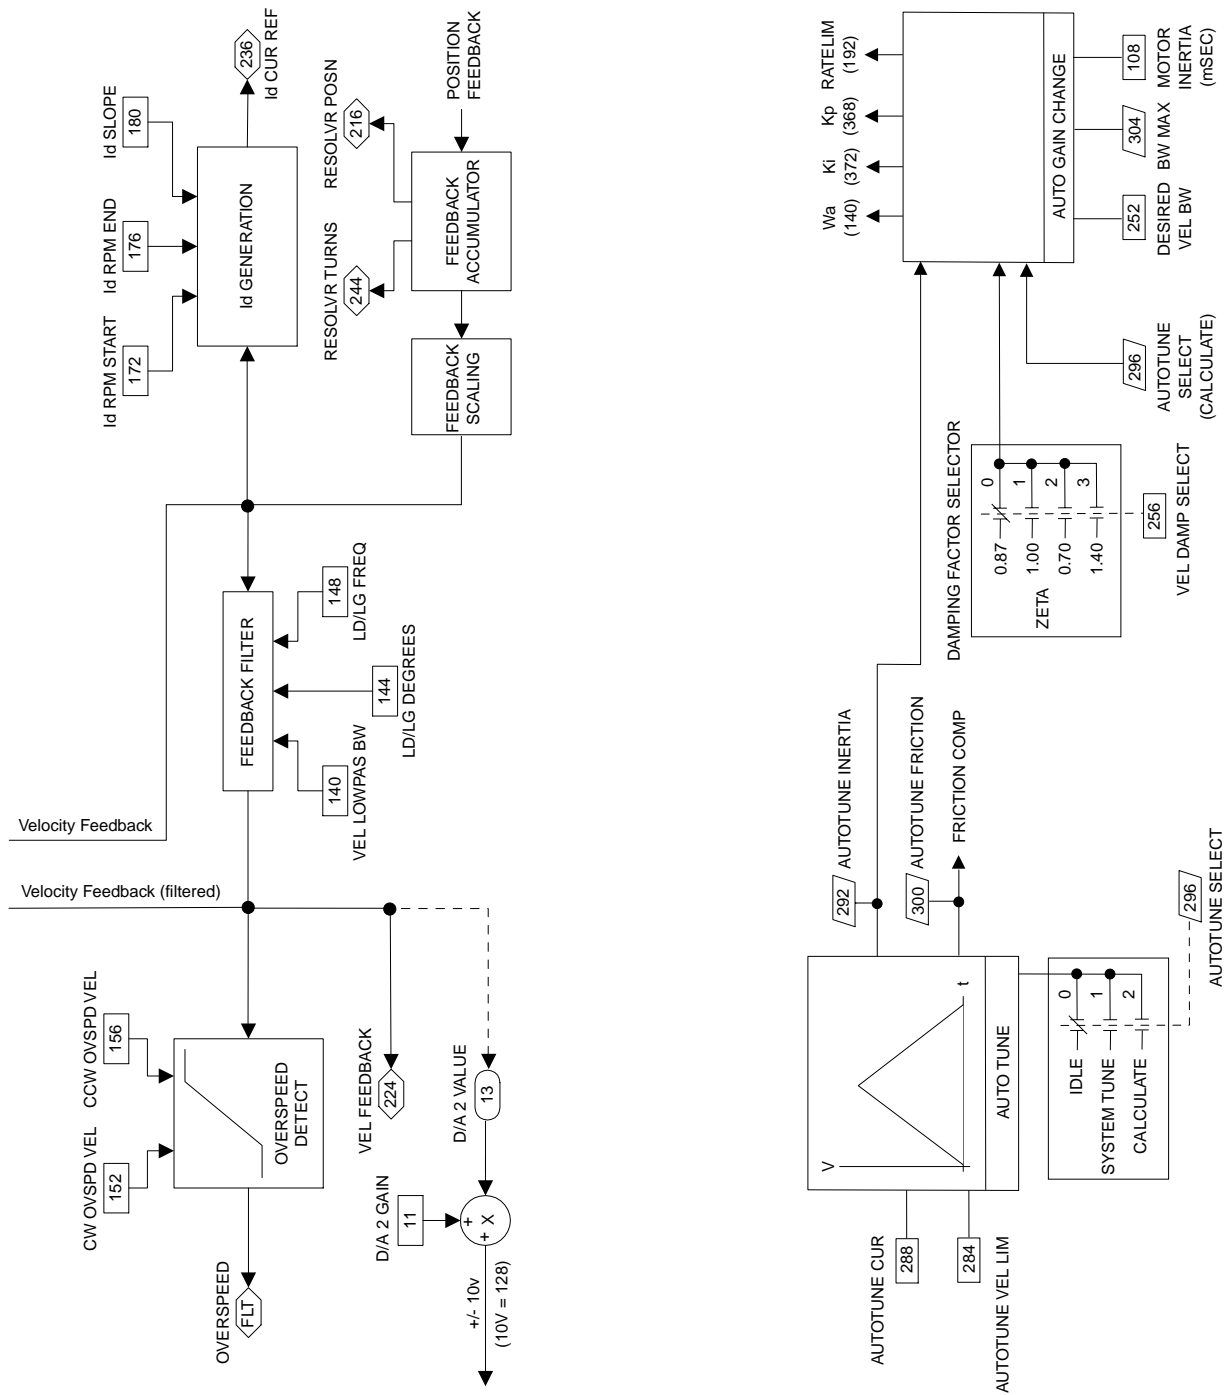 Velocity Feedback (filtered)
Velocity Feedback
OVERSPEED
FLT
CW OVSPD VEL
152
CCW OVSPD VEL
156
OVERSPEED
DETECT
VEL FEEDBACK
224
D/A 2 VALUE
13
D/A 2 GAIN
11
+
+ X
+/- 10v
(10V = 128)
FEEDBACK FILTER
140
VEL LOWPAS BW
144
LD/LG DEGREES
148
LD/LG FREQ
Id RPM START
172
Id RPM END
176
Id SLOPE
180
Id GENERATION
236
Id CUR REF
RESOLVR TURNS
244
RESOLVR POSN
216
FEEDBACK
SCALING
FEEDBACK
ACCUMULATOR
POSITION
FEEDBACK
AUTOTUNE CUR
288
284
AUTOTUNE VEL LIM
V
t
AUTO TUNE
292
AUTOTUNE INERTIA
300
AUTOTUNE FRICTION
FRICTION COMP
IDLE
0
SYSTEM TUNE
1
CALCULATE
2
296
AUTOTUNE SELECT
DAMPING FACTOR SELECTOR
0.87
0
1.00
1
0.70
2
1.40
3
ZETA
256
VEL DAMP SELECT
296
AUTOTUNE
SELECT
(CALCULATE)
Wa
(140)
Ki
(372)
Kp
(368)
RATELIM
(192)
AUTO GAIN CHANGE
252
DESIRED
VEL BW
304
BW MAX
108
MOTOR
INERTIA
(mSEC)